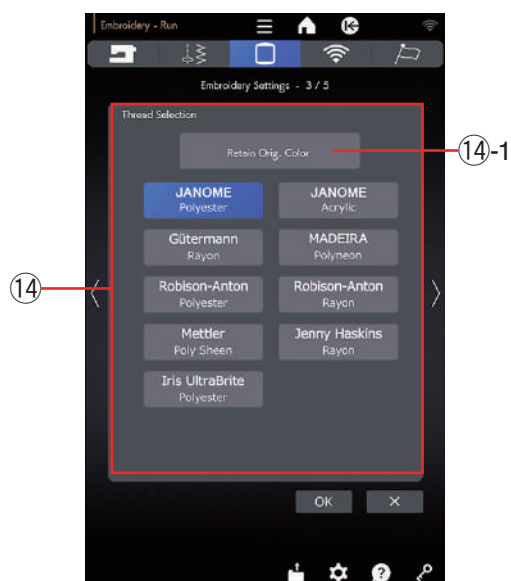 Embroidery - Run
Embroidery Settings - 3 / 5
Thread Selection
Retain Orig. Color
⑭-1
JANOME
Polyester
JANOME
Acrylic
Gütermann
Rayon
MADEIRA
Polyneon
⑭
Robison-Anton
Polyester
Robison-Anton
Rayon
Mettler
Poly Sheen
Jenny Haskins
Rayon
Iris UltraBrite
Polyester
OK